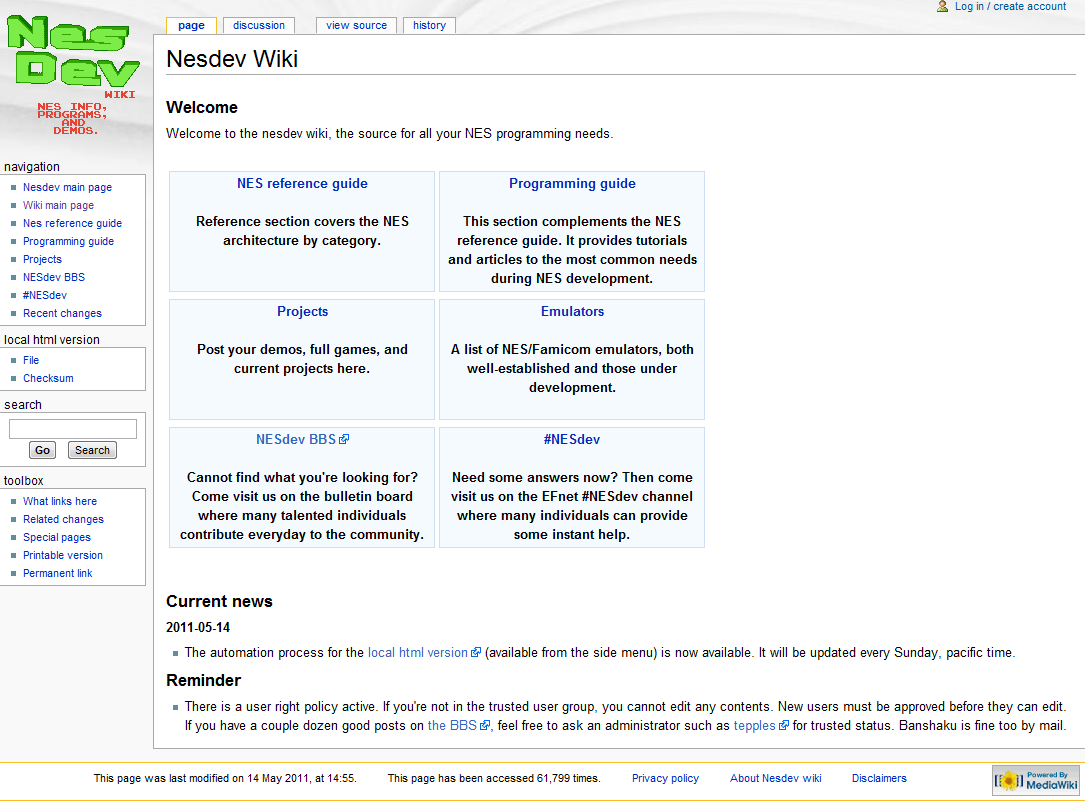 Log in / create account
Nes
Dev
WIKI
NES INFO,
PROGRAMS,
AND
DEMOS.
page
discussion
view source
history
Nesdev Wiki
Welcome
Welcome to the nesdev wiki, the source for all your NES programming needs.
navigation
Nesdev main page
Wiki main page
Nes reference guide
Programming guide
Projects
NESdev BBS
#NESdev
Recent changes
local html version
File
Checksum
search
Go
Search
toolbox
What links here
Related changes
Special pages
Printable version
Permanent link
NES reference guide
Reference section covers the NES
architecture by category.
Programming guide
This section complements the NES
reference guide. It provides tutorials
and articles to the most common needs
during NES development.
Projects
Post your demos, full games, and
current projects here.
Emulators
A list of NES/Famicom emulators, both
well-established and those under
development.
NESdev BBS
Cannot find what you're looking for?
Come visit us on the bulletin board
where many talented individuals
contribute everyday to the community.
#NESdev
Need some answers now? Then come
visit us on the EFnet #NESdev channel
where many individuals can provide
some instant help.
Current news
2011-05-14
The automation process for the local html version (available from the side menu) is now available. It will be updated every Sunday, pacific time.
Reminder
There is a user right policy active. If you're not in the trusted user group, you cannot edit any contents. New users must be approved before they can edit.
If you have a couple dozen good posts on the BBS, feel free to ask an administrator such as tepples for trusted status. Banshaku is fine too by mail.
This page was last modified on 14 May 2011, at 14:55.
This page has been accessed 61,799 times.
Privacy policy
About Nesdev wiki
Disclaimers
Powered By
MediaWiki